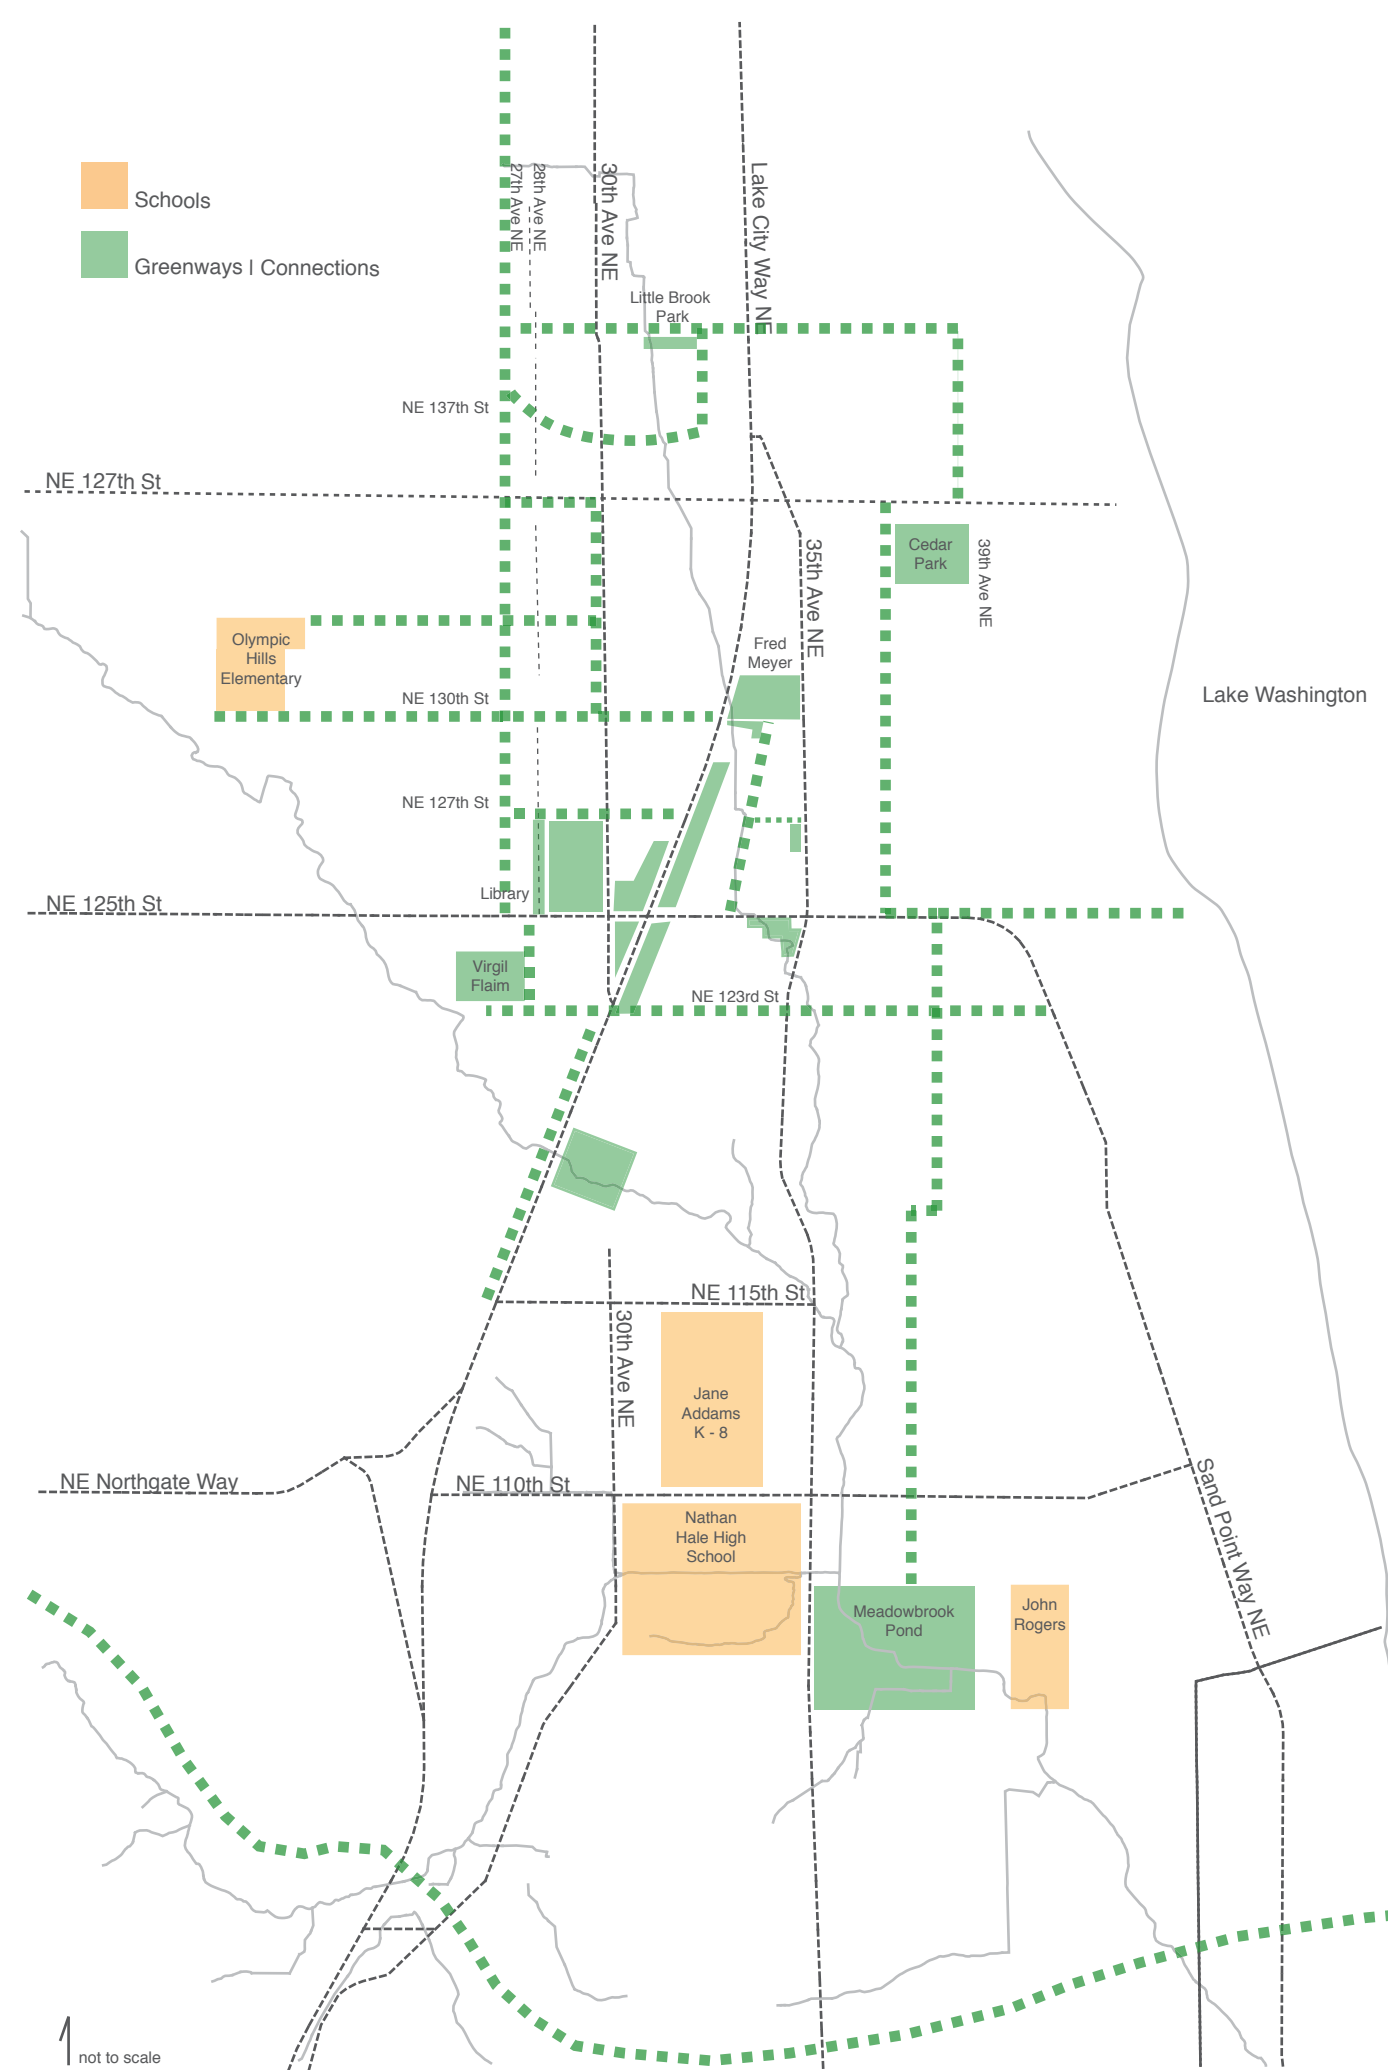 27th Ave NE
28th Ave NE
30th Ave NE
Lake City Way NE
Schools
Greenways | Connections
Little Brook
Park
NE 137th St
NE 127th St
Cedar
Park
39th Ave NE
35th Ave NE
Olympic
Hills
Elementary
Fred
Meyer
NE 130th St
Lake Washington
NE 127th St
Library
NE 125th St
Virgil
Flaim
NE 123rd St
NE 115th St
30th Ave NE
Jane
Addams
K - 8
NE Northgate Way
NE 110th St
Sand Point Way NE
Nathan
Hale High
School
Meadowbrook
Pond
John
Rogers
not to scale